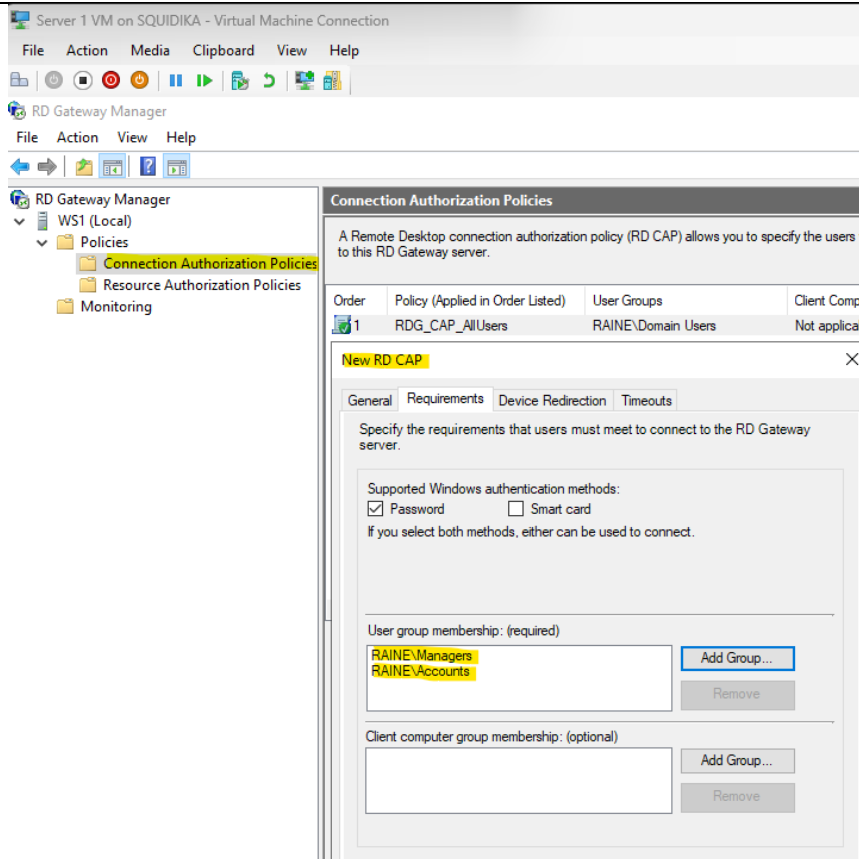 Server 1 VM on SQUIDIKA - Virtual Machine Connection
File Action Media Clipboard View Help
RD Gateway Manager
File Action View Help
RD Gateway Manager
WS1 (Local)
Policies
Connection Authorization Policies
Resource Authorization Policies
Monitoring
Connection Authorization Policies
A Remote Desktop connection authorization policy (RD CAP) allows you to specify the users
to this RD Gateway server.
Order Policy (Applied in Order Listed) User Groups Client Comp
1 RDG_CAP_AllUsers RAINE\Domain Users Not applica
New RD CAP
General Requirements Device Redirection Timeouts
Specify the requirements that users must meet to connect to the RD Gateway
server.
Supported Windows authentication methods:
Password Smart card
If you select both methods, either can be used to connect.
User group membership: (required)
RAINE\Managers
RAINE\Accounts
Add Group...
Remove
Client computer group membership: (optional)
Add Group...
Remove